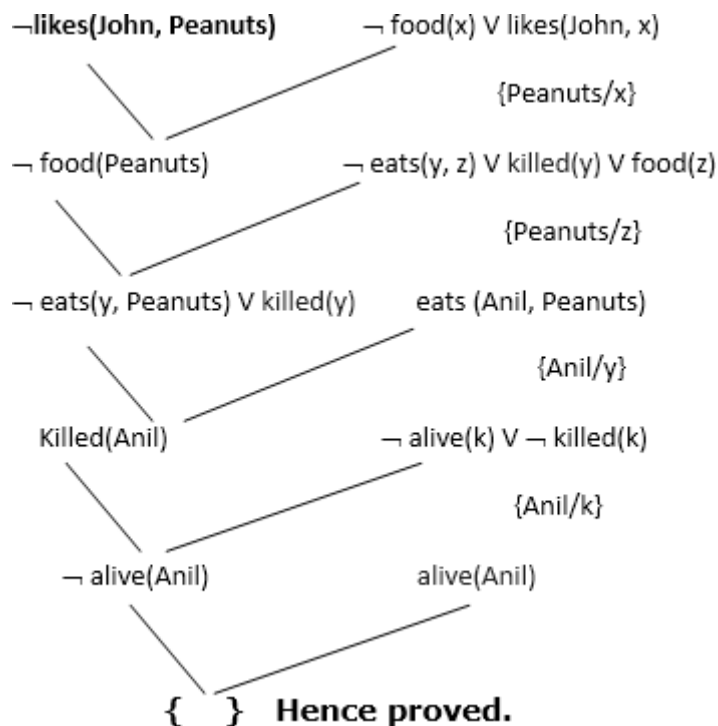 ¬likes(John, Peanuts) ¬ food(x) V likes(John, x)
{Peanuts/x}
¬ food(Peanuts) ¬ eats(y, z) V killed(y) V food(z)
{Peanuts/z}
¬ eats(y, Peanuts) V killed(y) eats (Anil, Peanuts)
{Anil/y}
Killed(Anil) ¬ alive(k) V ¬ killed(k)
{Anil/k}
¬ alive(Anil) alive(Anil)
{ } Hence proved.